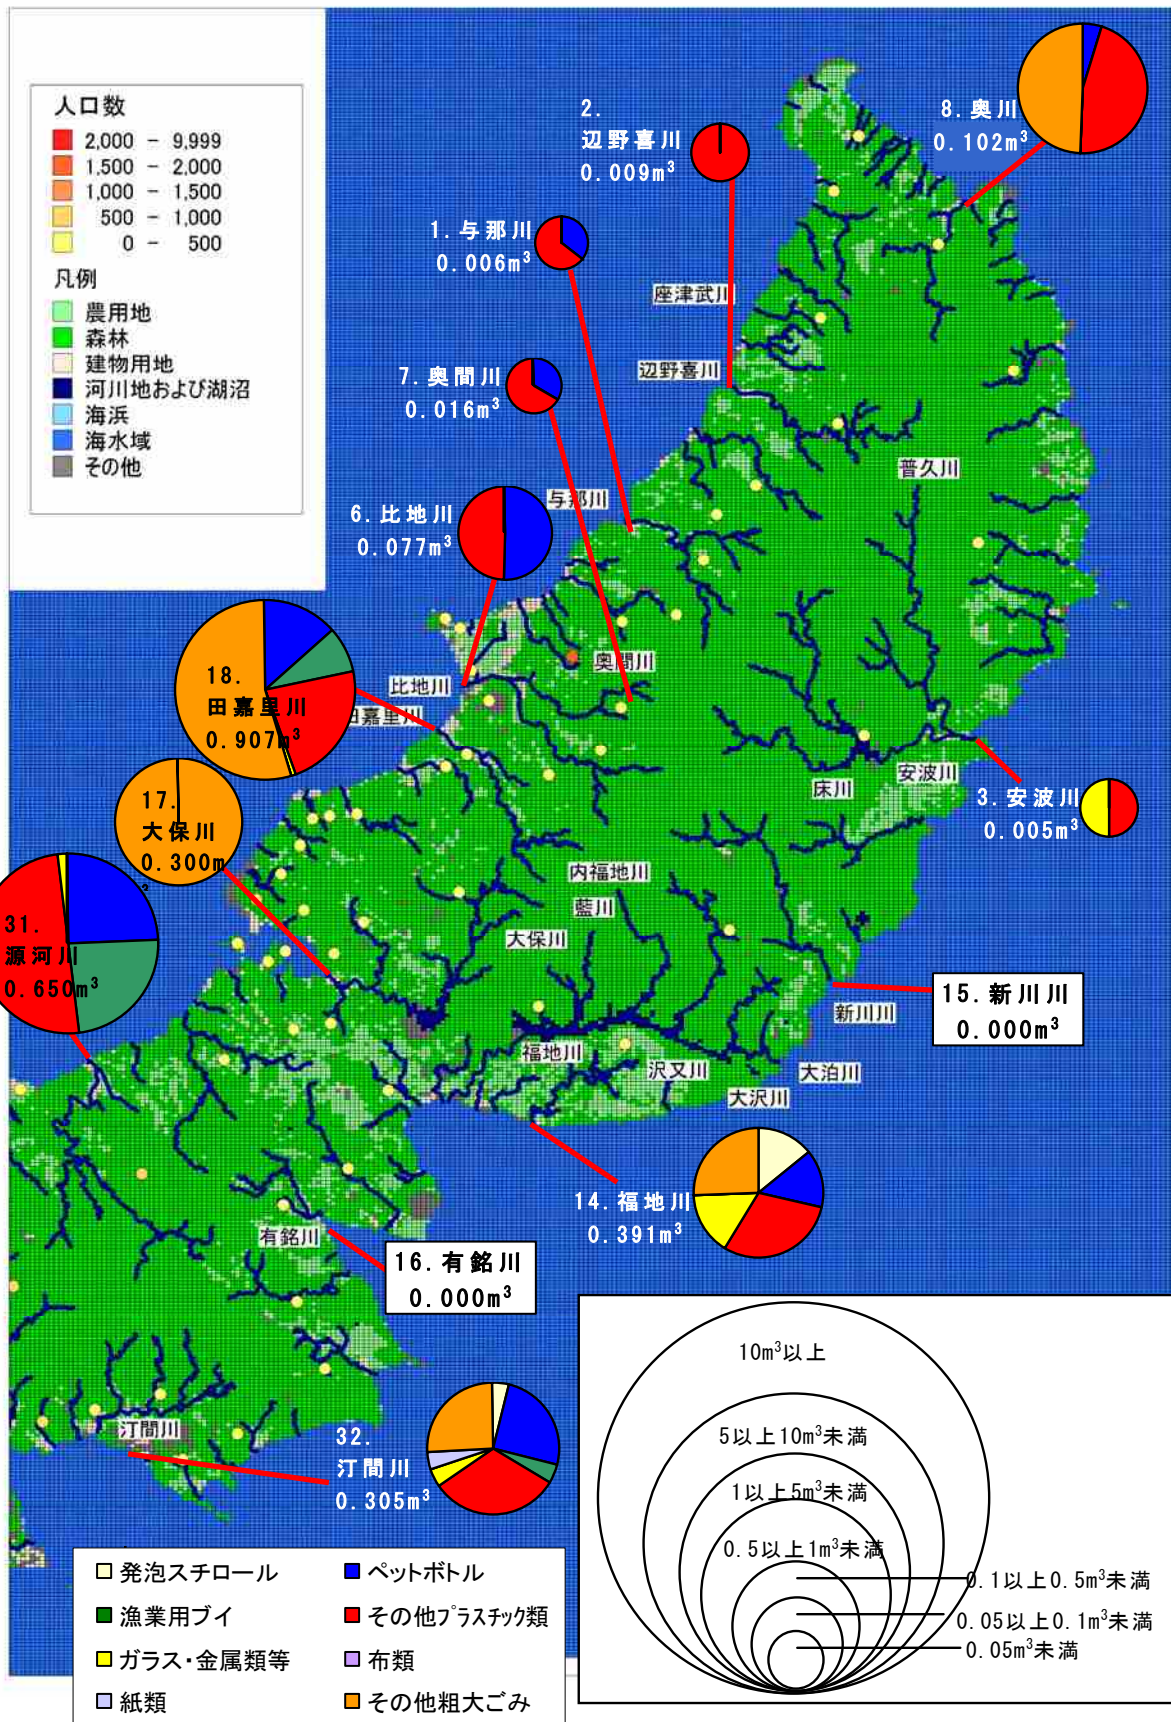 人口数
2,000 - 9,999
1,500 - 2,000
1,000 - 1,500
500 - 1,000
0 - 500
凡例
農用地
森林
建物用地
河川地および湖沼
海浜
海水域
その他
8.奥川
0.102m³
2.
辺野喜川
0.009m³
1.与那川
0.006m³
座津武川
辺野喜川
7.奥間川
0.016m³
普久川
与那川
6.比地川
0.077m³
奥間川
比地川
田嘉里川
18.
田嘉里川
0.907m³
安波川
床川
3.安波川
0.005m³
17.
大保川
0.300m³
内福地川
藍川
大保川
31.
源河川
0.650m³
15.新川川
0.000m³
新川川
福地川
沢又川
大泊川
大沢川
14.福地川
0.391m³
有銘川
16.有銘川
0.000m³
汀間川
32.
汀間川
0.305m³
10m³以上
5以上10m³未満
1以上5m³未満
0.5以上1m³未満
0.1以上0.5m³未満
0.05以上0.1m³未満
0.05m³未満
発泡スチロール
ペットボトル
漁業用ブイ
その他プラスチック類
ガラス・金属類等
布類
紙類
その他粗大ごみ